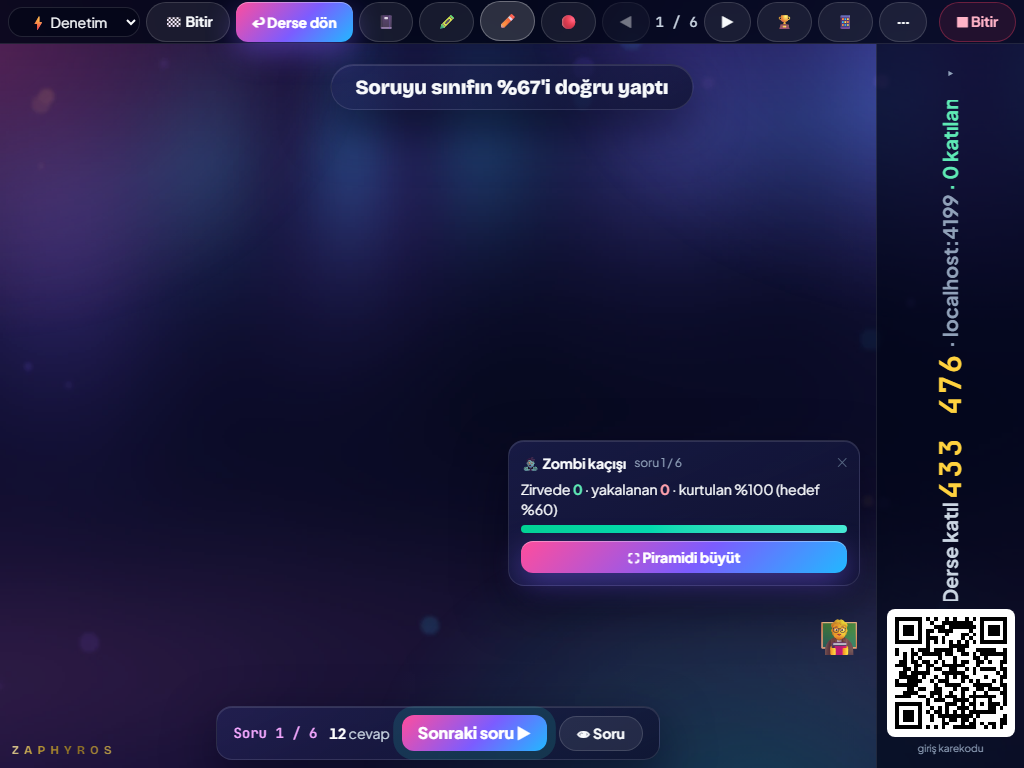 Denetim
Bitir
Derse dön
1 / 6
Bitir
Soruyu sınıfın %67'i doğru yaptı
Derse katıl 433 476 · localhost:4199 · 0 katılan
Zombi kaçışı soru 1 / 6
Zirvede 0 · yakalanan 0 · kurtulan %100 (hedef
%60)
Piramidi büyüt
Soru 1 / 6 12 cevap Sonraki soru Soru
ZAPHYROS
giriş karekodu